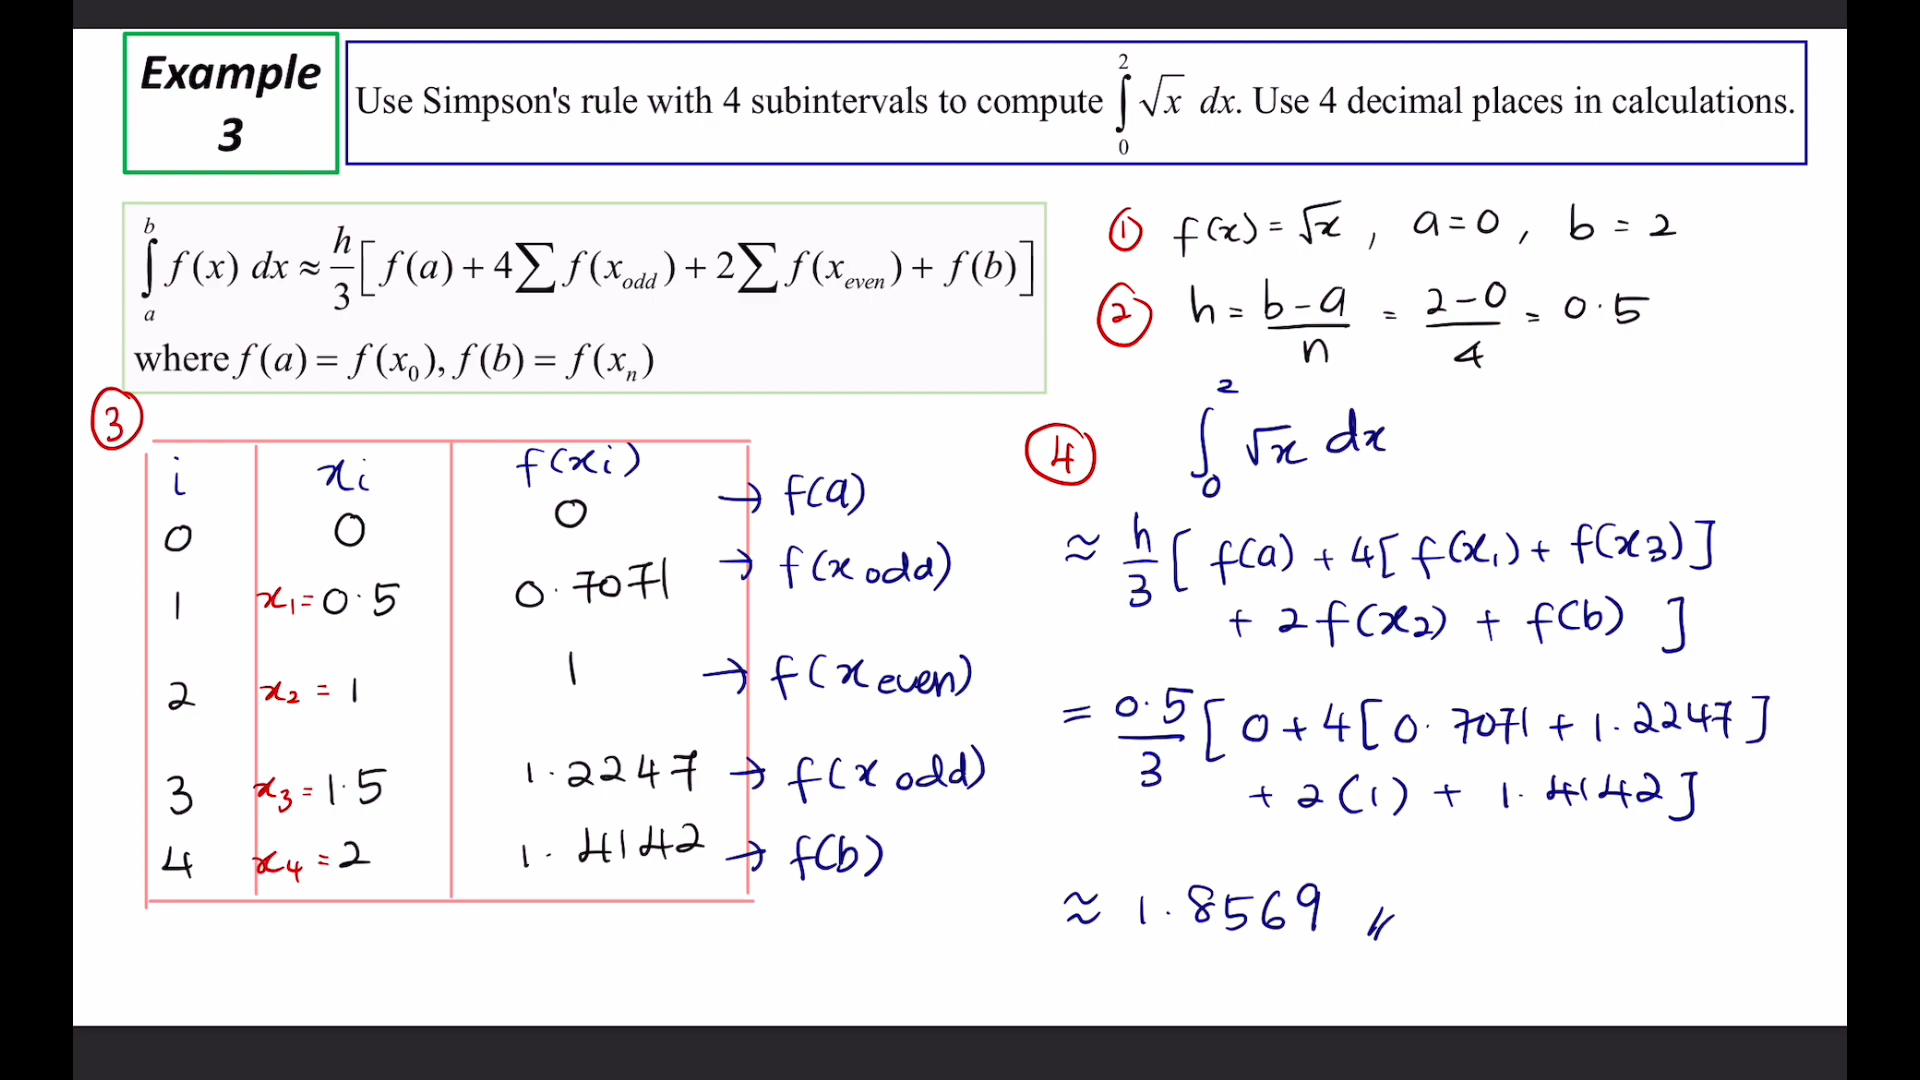 Example
3
Use Simpson's rule with 4 subintervals to compute ∫₀² √x dx. Use 4 decimal places in calculations.
∫ₐᵇ f(x) dx ≈ h/3 [f(a) + 4∑f(x_odd) + 2∑f(x_even) + f(b)]
where f(a) = f(x₀), f(b) = f(xₙ)
① f(x) = √x , a = 0 , b = 2
② h = (b - a)/n = (2 - 0)/4 = 0.5
③
i xi f(xi)
0 0 0 → f(a)
1 x₁ = 0.5 0.7071 → f(x odd)
2 x₂ = 1 1 → f(x even)
3 x₃ = 1.5 1.2247 → f(x odd)
4 x₄ = 2 1.4142 → f(b)
④ ∫₀² √x dx
≈ h/3 [ f(a) + 4[ f(x₁) + f(x₃) ]
+ 2f(x₂) + f(b) ]
= 0.5/3 [ 0 + 4[ 0.7071 + 1.2247 ]
+ 2(1) + 1.4142 ]
≈ 1.8569 //